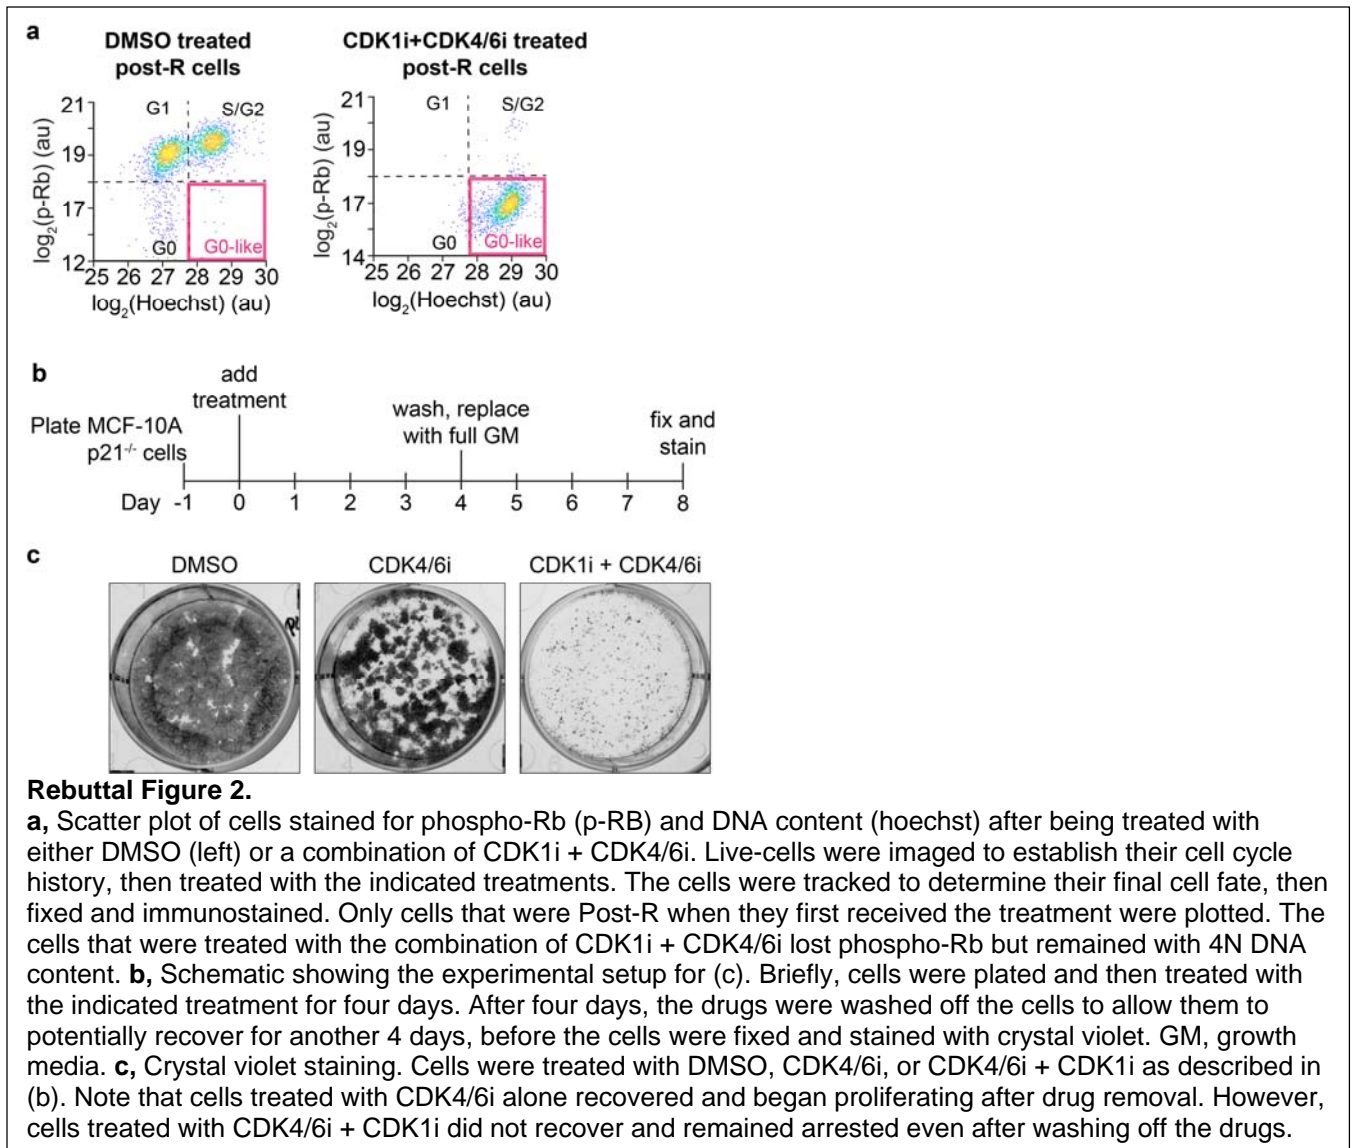 a
DMSO treated
post-R cells
CDK1i+CDK4/6i treated
post-R cells
21
19
17
12
log2(p-Rb) (au)
G1
S/G2
G0
G0-like
25 26 27 28 29 30
log2(Hoechst) (au)
21
19
17
14
log2(p-Rb) (au)
G1
S/G2
G0
G0-like
25 26 27 28 29 30
log2(Hoechst) (au)
b
add
treatment
Plate MCF-10A
p21-/- cells
wash, replace
with full GM
fix and
stain
Day -1 0 1 2 3 4 5 6 7 8
c
DMSO
CDK4/6i
CDK1i + CDK4/6i
Rebuttal Figure 2.
a, Scatter plot of cells stained for phospho-Rb (p-RB) and DNA content (hoechst) after being treated with
either DMSO (left) or a combination of CDK1i + CDK4/6i. Live-cells were imaged to establish their cell cycle
history, then treated with the indicated treatments. The cells were tracked to determine their final cell fate, then
fixed and immunostained. Only cells that were Post-R when they first received the treatment were plotted. The
cells that were treated with the combination of CDK1i + CDK4/6i lost phospho-Rb but remained with 4N DNA
content. b, Schematic showing the experimental setup for (c). Briefly, cells were plated and then treated with
the indicated treatment for four days. After four days, the drugs were washed off the cells to allow them to
potentially recover for another 4 days, before the cells were fixed and stained with crystal violet. GM, growth
media. c, Crystal violet staining. Cells were treated with DMSO, CDK4/6i, or CDK4/6i + CDK1i as described in
(b). Note that cells treated with CDK4/6i alone recovered and began proliferating after drug removal. However,
cells treated with CDK4/6i + CDK1i did not recover and remained arrested even after washing off the drugs.